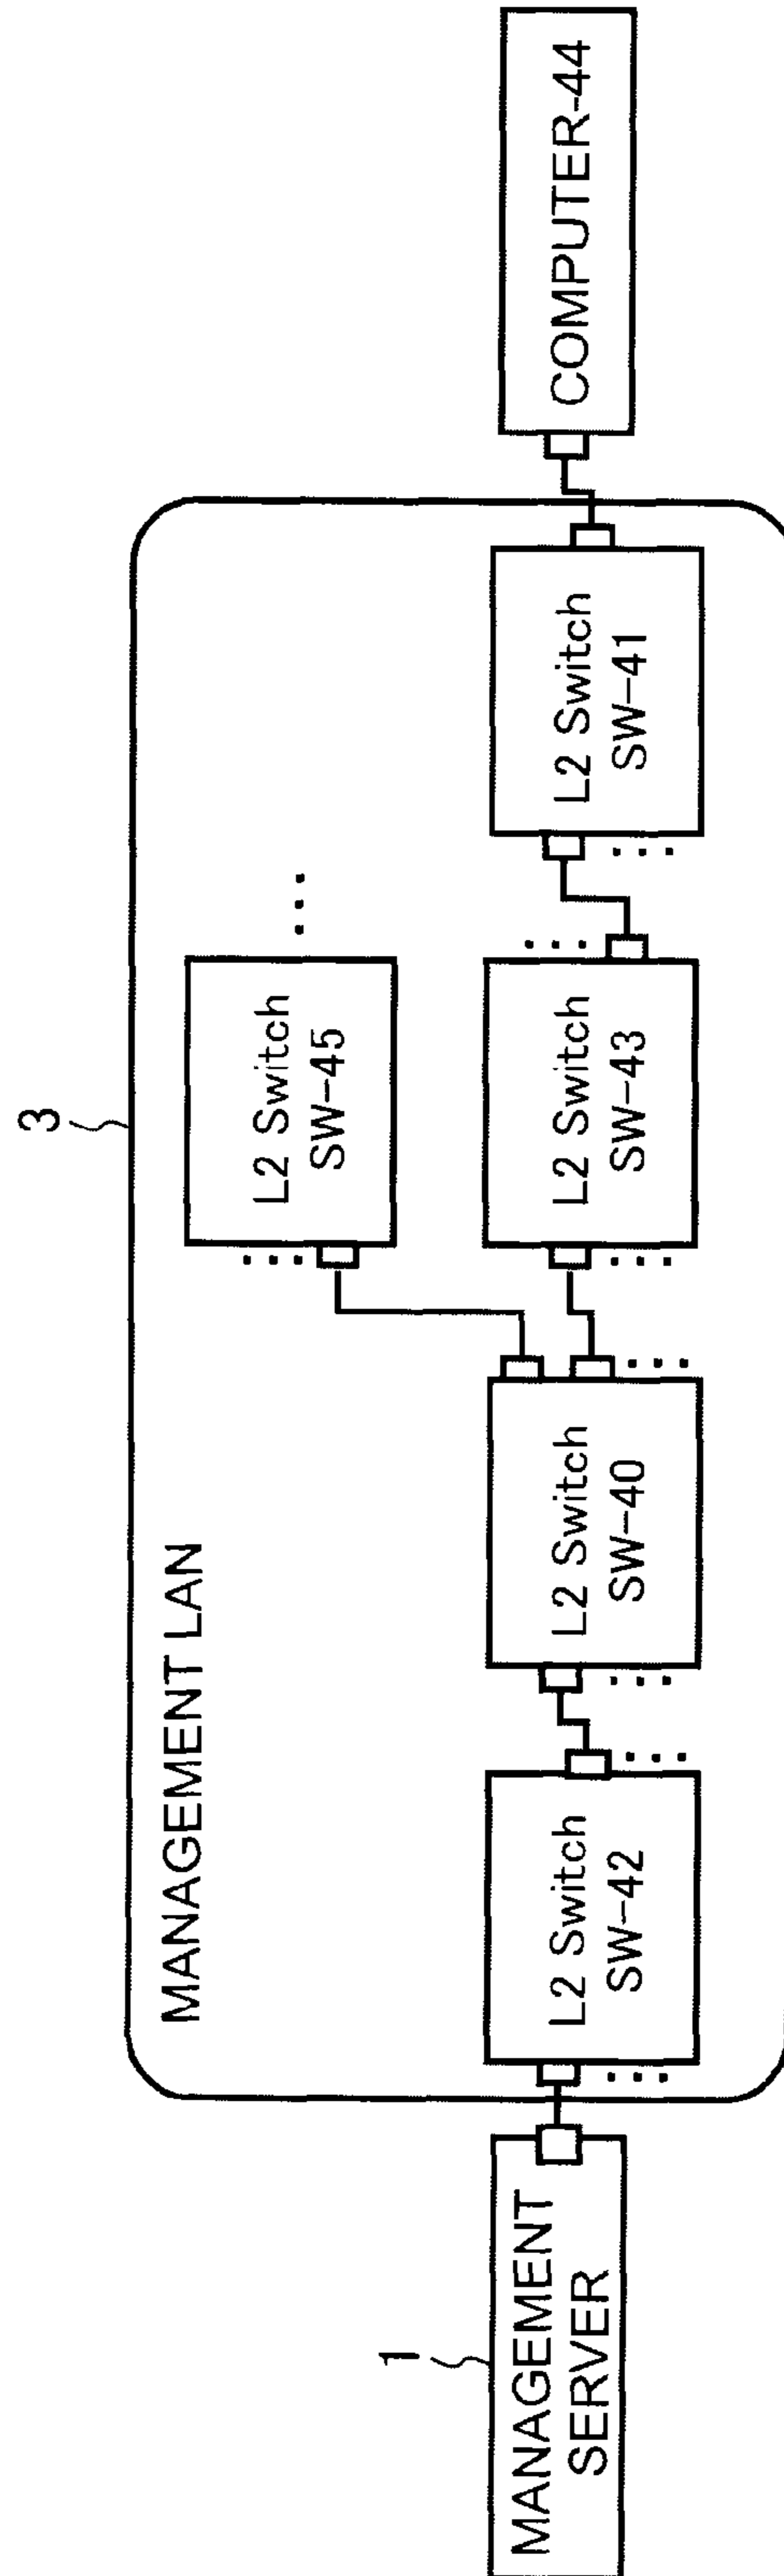 3
MANAGEMENT LAN
L2 Switch
SW-45
1
MANAGEMENT
SERVER
L2 Switch
SW-42
L2 Switch
SW-40
L2 Switch
SW-43
L2 Switch
SW-41
COMPUTER-44